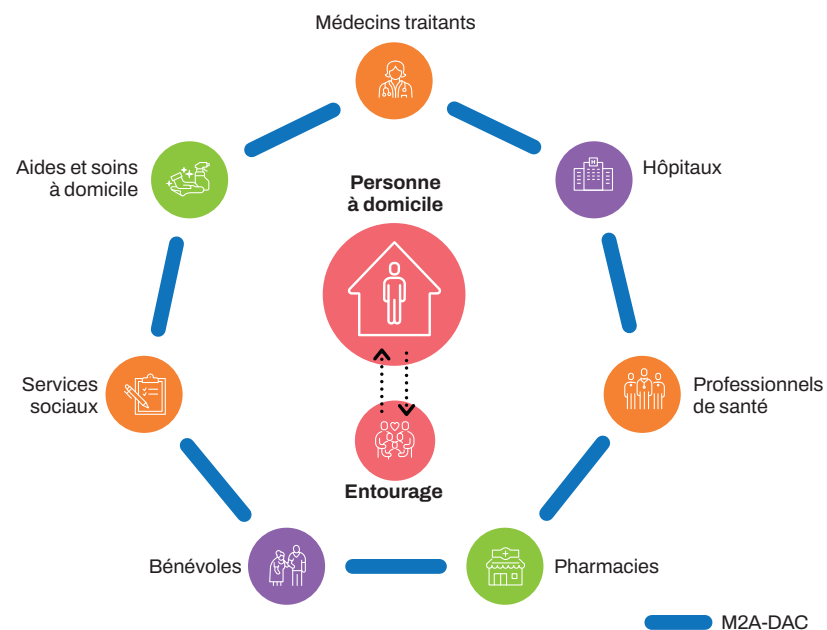 Médecins traitants
Aides et soins
à domicile
Hôpitaux
H
Personne
à domicile
Services
sociaux
Professionnels
de santé
Entourage
Bénévoles
Pharmacies
M2A-DAC